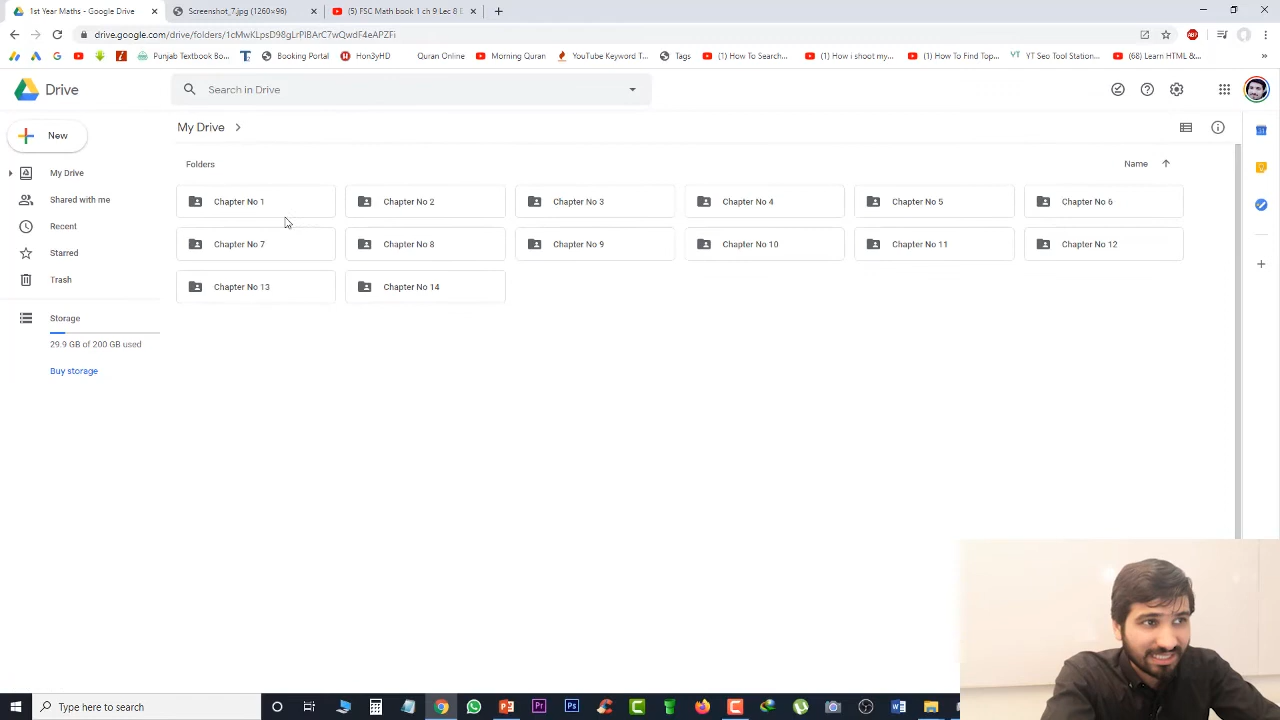 1st Year Maths - Google Drive
Screenshot_7.jpg (1260×96)
(5) FSC Math book 1 ch 9 Lec 8 E
drive.google.com/drive/folders/1cMwKLpsD98gLrPlBArC7wQwdF4eAPZFi
Punjab Textbook Bo...
Booking Portal
Hon3yHD
Quran Online
Morning Quran
YouTube Keyword T...
Tags
(1) How To Search...
(1) How i shoot my...
(1) How To Find Top...
YT Seo Tool Station...
(68) Learn HTML &...
Drive
Search in Drive
New
My Drive
Name
Folders
My Drive
Shared with me
Recent
Starred
Trash
Storage
29.9 GB of 200 GB used
Buy storage
Chapter No 1
Chapter No 2
Chapter No 3
Chapter No 4
Chapter No 5
Chapter No 6
Chapter No 7
Chapter No 8
Chapter No 9
Chapter No 10
Chapter No 11
Chapter No 12
Chapter No 13
Chapter No 14
Type here to search